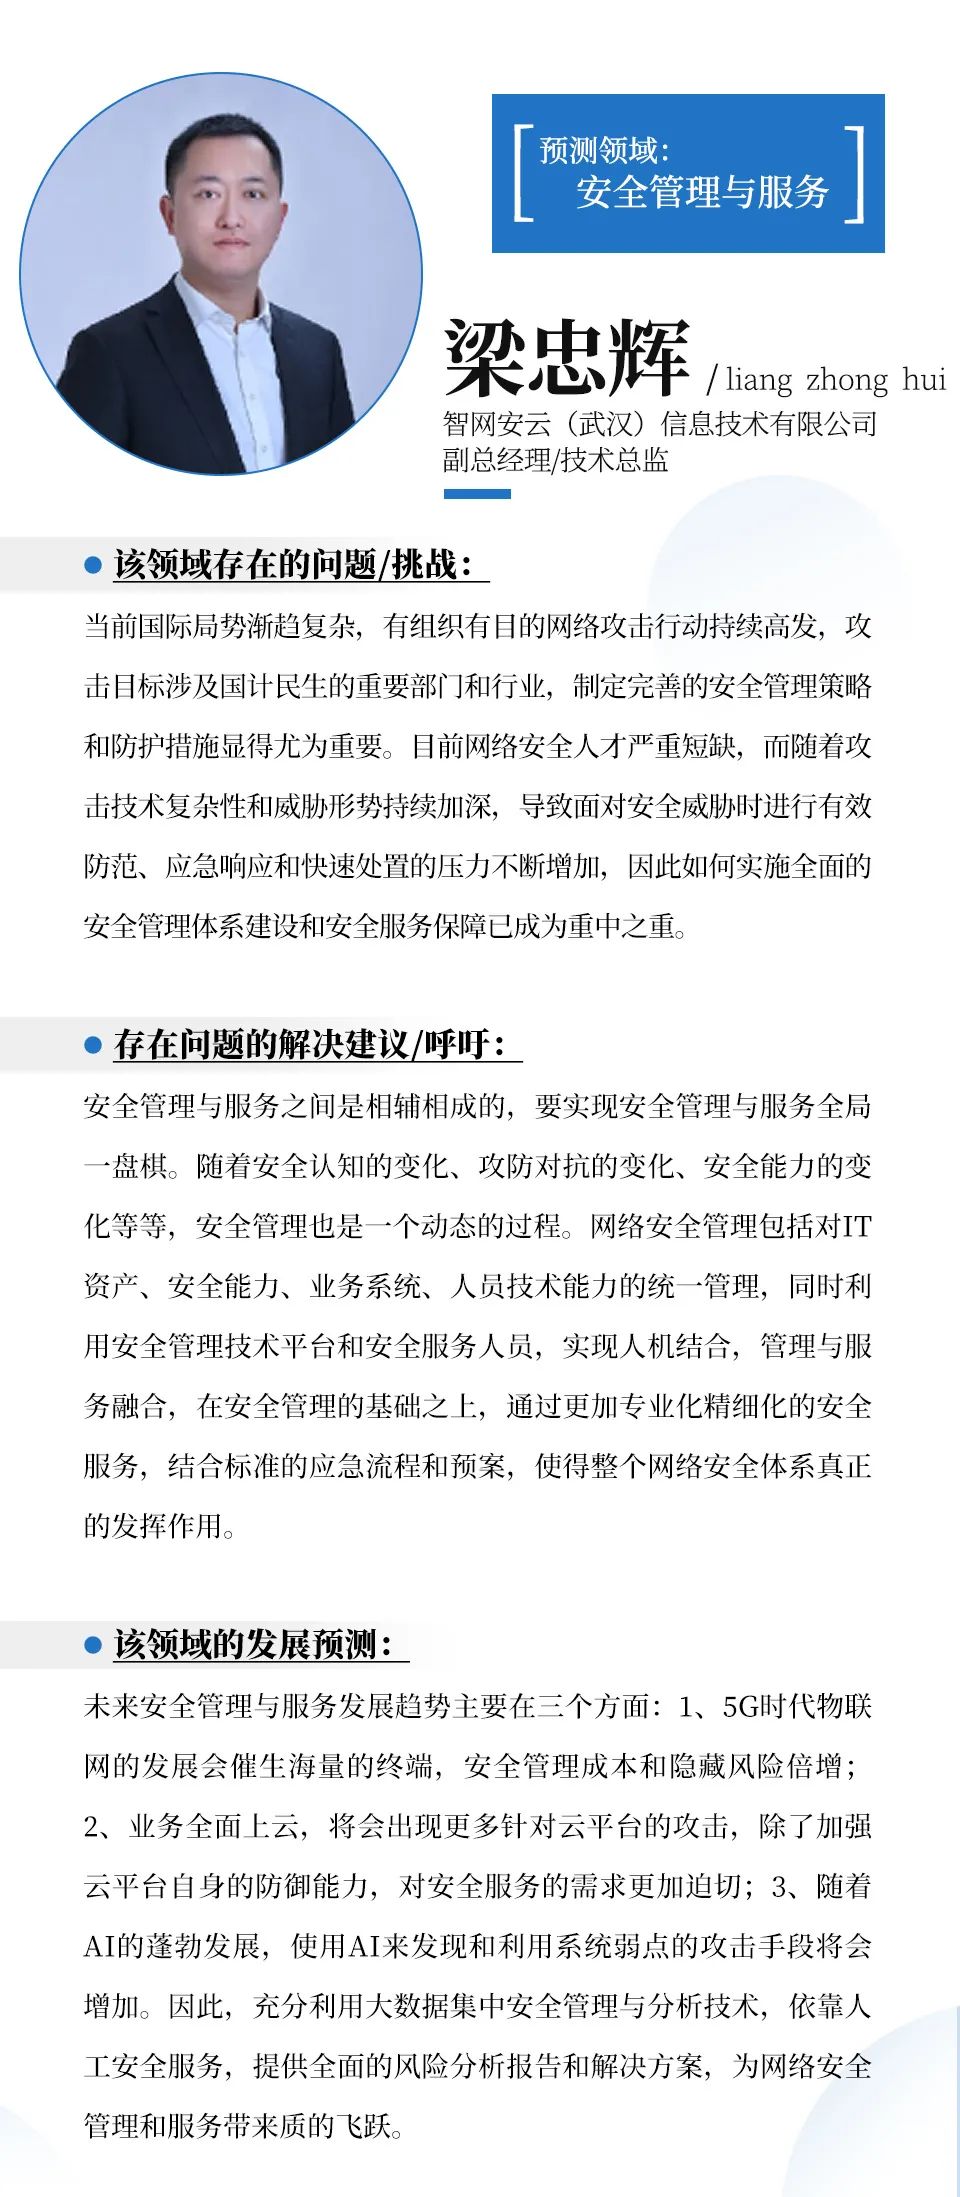 预测领域：
安全管理与服务
梁忠辉 / liang zhong hui
智网安云（武汉）信息技术有限公司
副总经理/技术总监
该领域存在的问题/挑战：
当前国际局势渐趋复杂，有组织有目的网络攻击行动持续高发，攻
击目标涉及国计民生的重要部门和行业，制定完善的安全管理策略
和防护措施显得尤为重要。目前网络安全人才严重短缺，而随着攻
击技术复杂性和威胁形势持续加深，导致面对安全威胁时进行有效
防范、应急响应和快速处置的压力不断增加，因此如何实施全面的
安全管理体系建设和安全服务保障已成为重中之重。
存在问题的解决建议/呼吁：
安全管理与服务之间是相辅相成的，要实现安全管理与服务全局
一盘棋。随着安全认知的变化、攻防对抗的变化、安全能力的变
化等等，安全管理也是一个动态的过程。网络安全管理包括对IT
资产、安全能力、业务系统、人员技术能力的统一管理，同时利
用安全管理技术平台和安全服务人员，实现人机结合，管理与服
务融合，在安全管理的基础之上，通过更加专业化精细化的安全
服务，结合标准的应急流程和预案，使得整个网络安全体系真正
的发挥作用。
该领域的发展预测：
未来安全管理与服务发展趋势主要在三个方面：1、5G时代物联
网的发展会催生海量的终端，安全管理成本和隐藏风险倍增；
2、业务全面上云，将会出现更多针对云平台的攻击，除了加强
云平台自身的防御能力，对安全服务的需求更加迫切；3、随着
AI的蓬勃发展，使用AI来发现和利用系统弱点的攻击手段将会
增加。因此，充分利用大数据集中安全管理与分析技术，依靠人
工安全服务，提供全面的风险分析报告和解决方案，为网络安全
管理和服务带来质的飞跃。